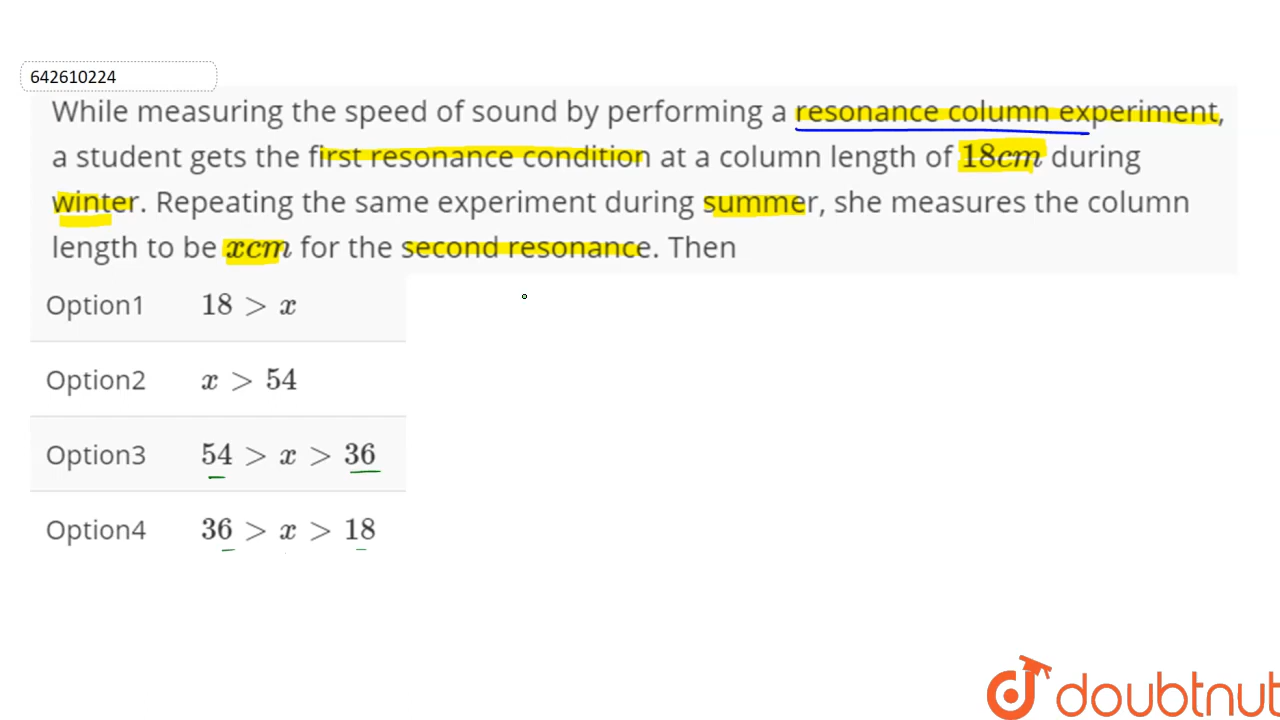 642610224
While measuring the speed of sound by performing a resonance column experiment,
a student gets the first resonance condition at a column length of 18cm during
winter. Repeating the same experiment during summer, she measures the column
length to be xcm for the second resonance. Then
Option1 18 > x
Option2 x > 54
Option3 54 > x > 36
Option4 36 > x > 18
doubtnut